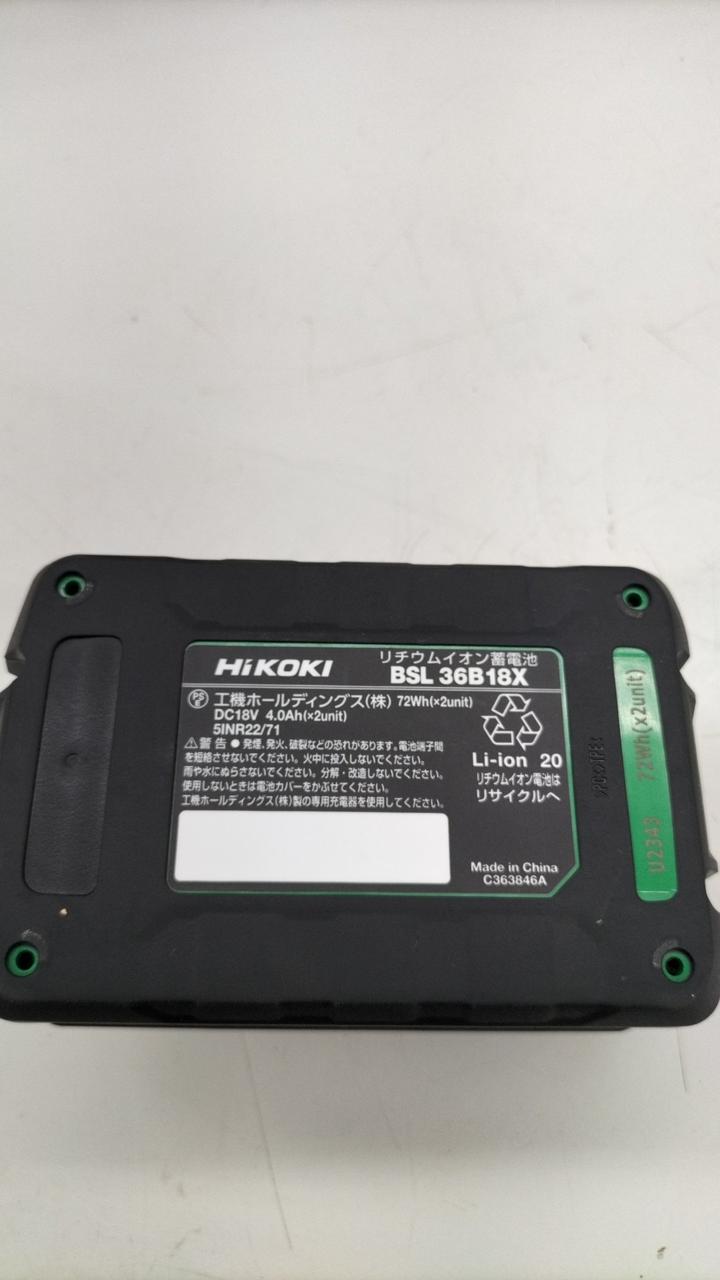 HiKOKI
リチウムイオン蓄電池
BSL 36B18X
PS
E
工機ホールディングス(株) 72Wh(×2unit)
DC18V 4.0Ah(×2unit)
5INR22/71
⚠警告 ●発煙、発火、破裂などの恐れがあります。電池端子間
を短絡させないでください。火中に投入しないでください。
雨や水にぬらさないでください。分解・改造しないでください。
使用しないときは電池カバーをかぶせてください。
工機ホールディングス(株)製の専用充電器を使用してください。
Li-ion 20
リチウムイオン電池は
リサイクルへ
Made in China
C363846A
U2343 72Wh(x2unit)